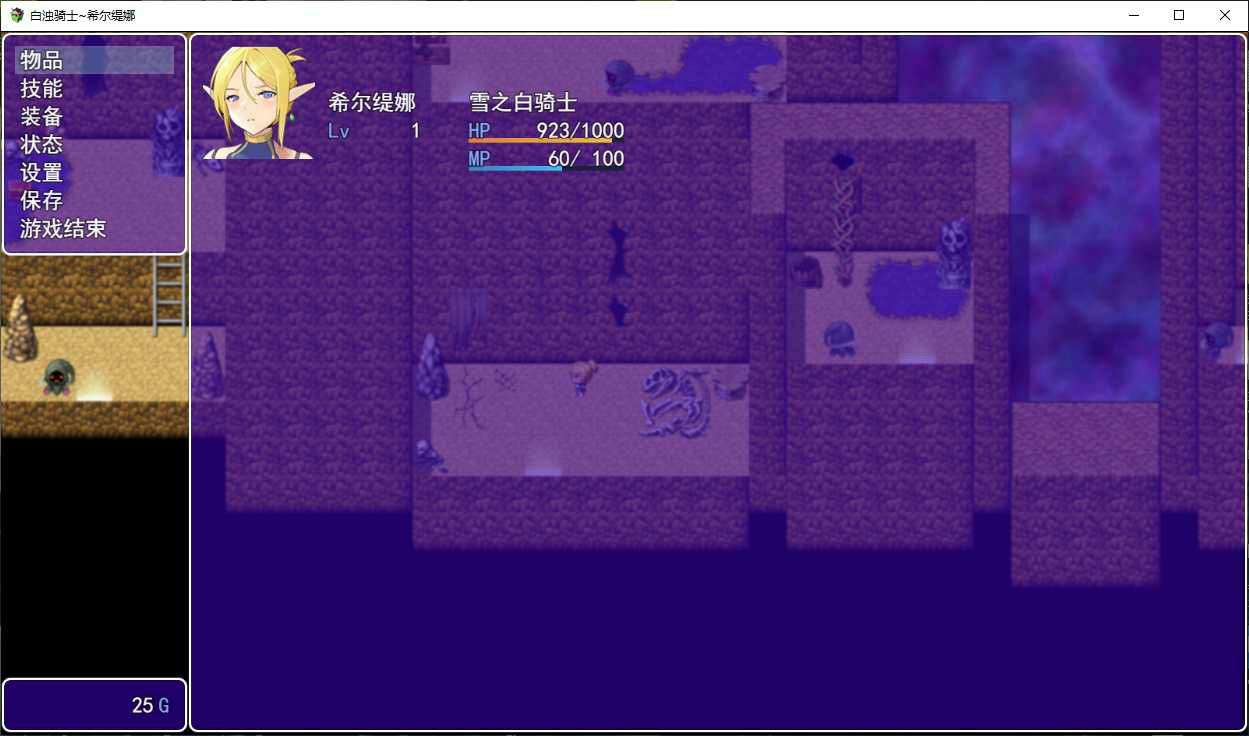 白浊骑士~希尔缇娜
物品
技能
装备
状态
设置
保存
游戏结束
希尔缇娜 雪之白骑士
Lv 1 HP 923/1000
MP 60/ 100
25 G